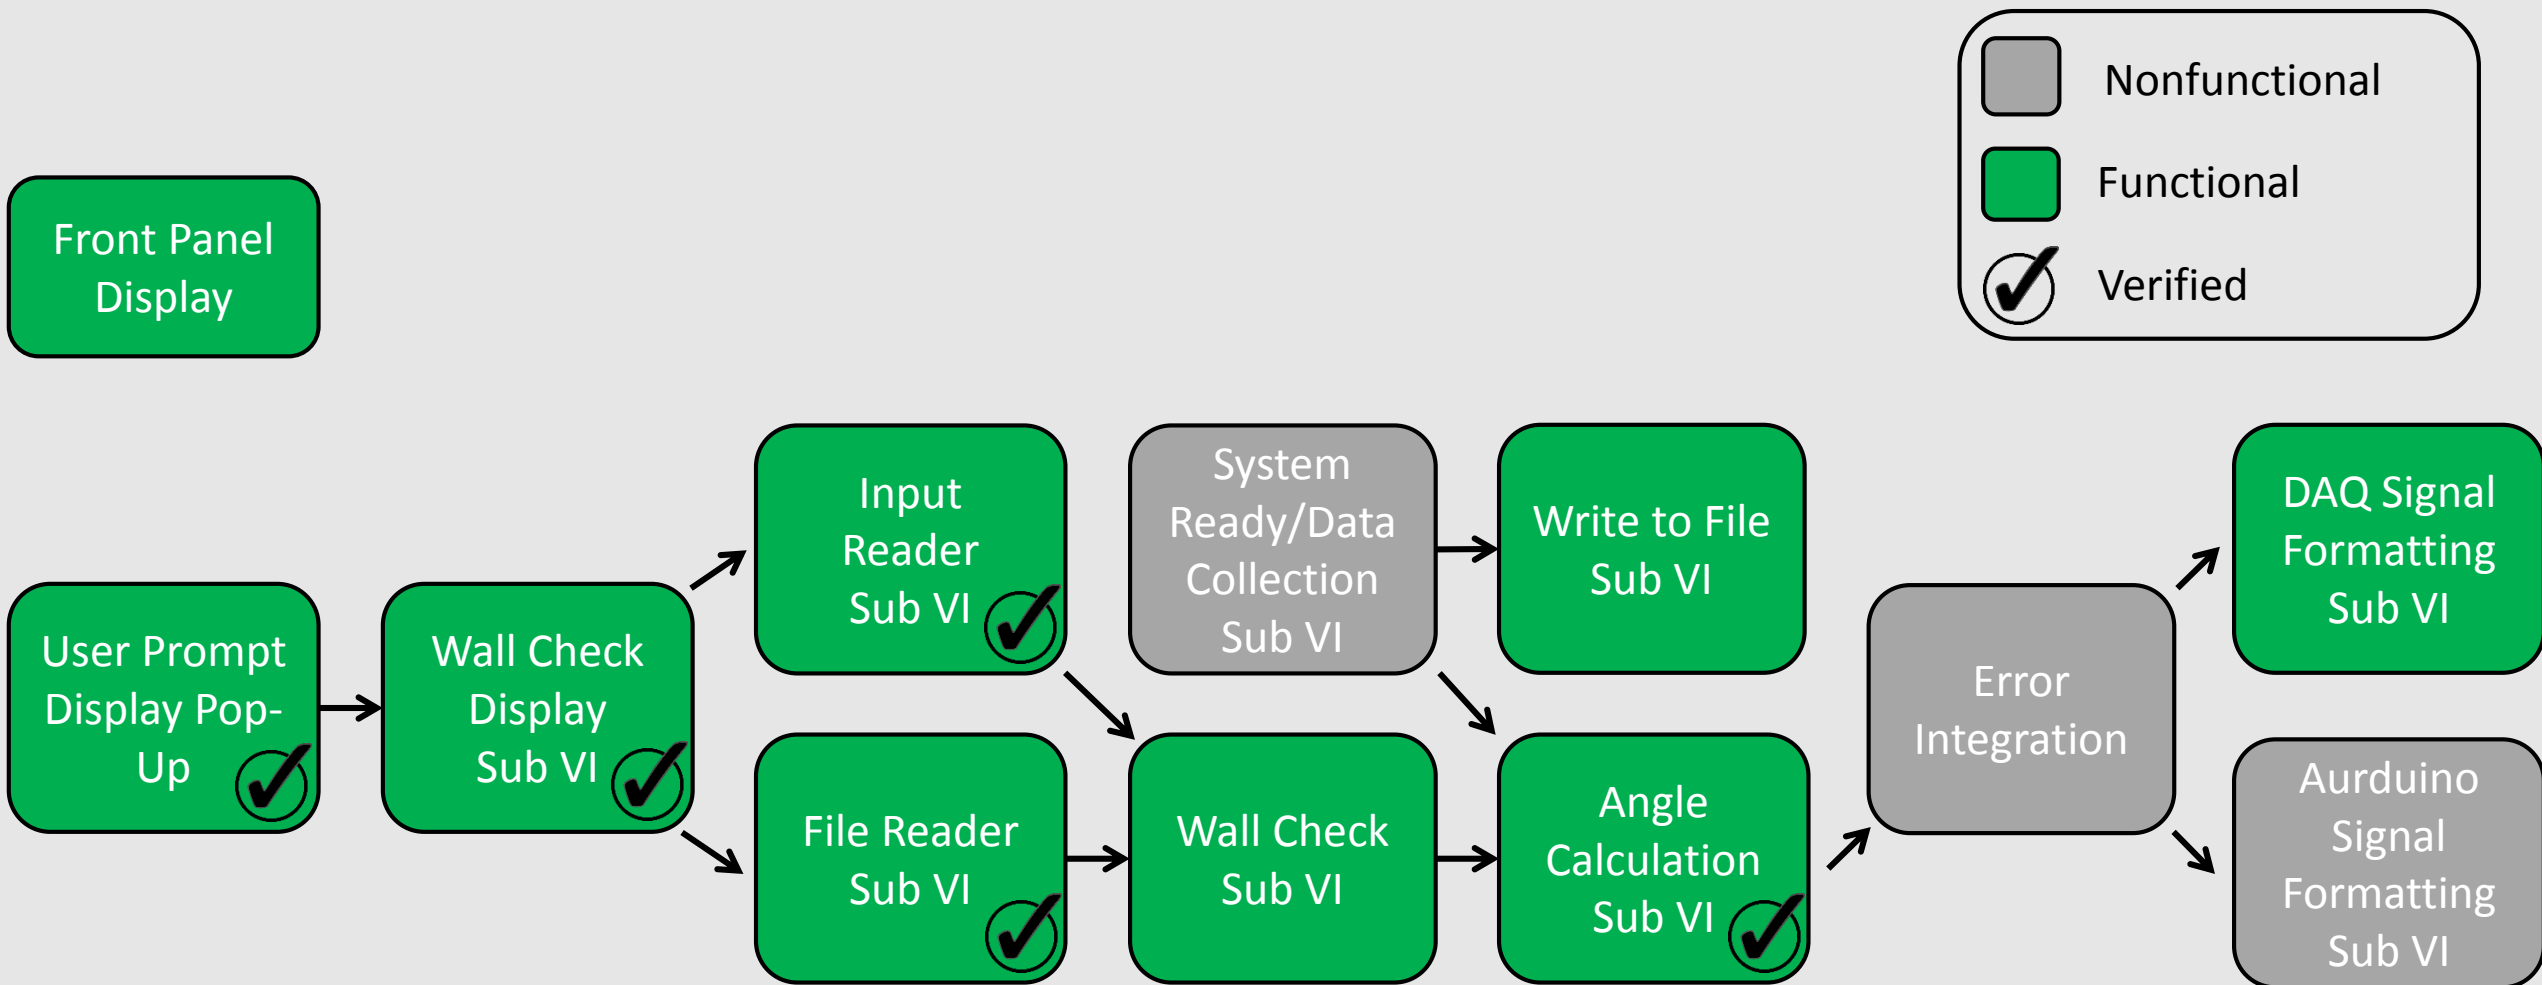 Nonfunctional
Functional
Verified
Front Panel
Display
User Prompt
Display Pop-
Up
Wall Check
Display
Sub VI
Input
Reader
Sub VI
File Reader
Sub VI
System
Ready/Data
Collection
Sub VI
Wall Check
Sub VI
Write to File
Sub VI
Angle
Calculation
Sub VI
Error
Integration
DAQ Signal
Formatting
Sub VI
Aurduino
Signal
Formatting
Sub VI